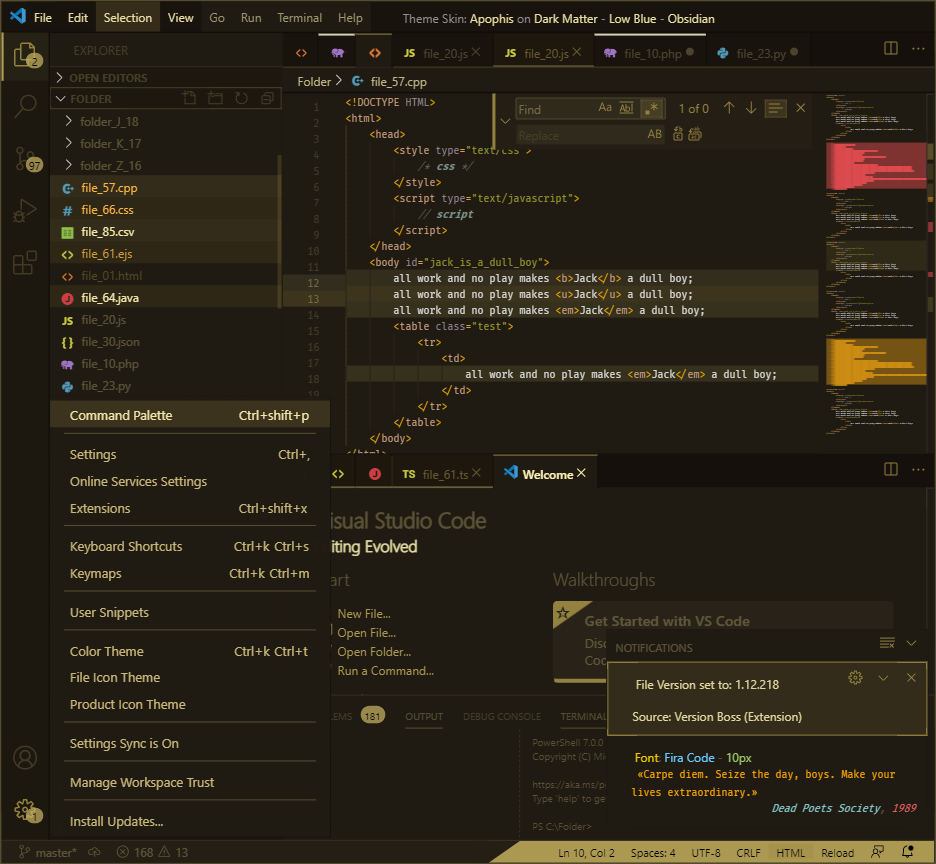 File Edit Selection View Go Run Terminal Help Theme Skin: Apophis on Dark Matter - Low Blue - Obsidian
2
EXPLORER
JS file_20.js JS file_20.js file_10.php file_23.py
OPEN EDITORS
Folder > file_57.cpp
FOLDER
folder_J_18
folder_K_17
folder_Z_16
97
file_57.cpp
# file_66.css
file_85.csv
file_61.ejs
file_01.html
J file_64.java
JS file_20.js
{} file_30.json
file_10.php
file_23.py
Find Aa Abl .* 1 of 0
Replace AB
1 <!DOCTYPE HTML>
2 <html>
3 <head>
4 <style type="text/css">
5 /+ css */
6 </style>
7 <script type="text/javascript">
8 // script
9 </script>
10 </head>
11 <body id="jack_is_a_dull_boy">
12 all work and no play makes <b>Jack</b> a dull boy;
13 all work and no play makes <u>Jack</u> a dull boy;
14 all work and no play makes <em>Jack</em> a dull boy;
15 <table class="test">
16 <tr>
17 <td>
18 all work and no play makes <em>Jack</em> a dull boy;
19 </td>
</tr>
</table>
</body>
</html>
Command Palette Ctrl+shift+p
Settings Ctrl+,
Online Services Settings
Extensions Ctrl+shift+x
Keyboard Shortcuts Ctrl+k Ctrl+s
Keymaps Ctrl+k Ctrl+m
User Snippets
Color Theme Ctrl+k Ctrl+t
File Icon Theme
Product Icon Theme
Settings Sync is On
Manage Workspace Trust
Install Updates...
1
J TS file_61.ts Welcome
isual Studio Code
iting Evolved
art
New File...
Open File...
Open Folder...
Run a Command...
Walkthroughs
Get Started with VS Code
Disc
Coc
NOTIFICATIONS
File Version set to: 1.12.218
Source: Version Boss (Extension)
LEMS 181 OUTPUT DEBUG CONSOLE TERMINAL
PowerShell 7.0.0
Copyright (C) Mi
https://aka.ms/p
Type 'help' to ge
PS C:\Folder>
Font: Fira Code - 10px
«Carpe diem. Seize the day, boys. Make your
lives extraordinary.»
Dead Poets Society, 1989
master* 168 13 Ln 10, Col 2 Spaces: 4 UTF-8 CRLF HTML Reload